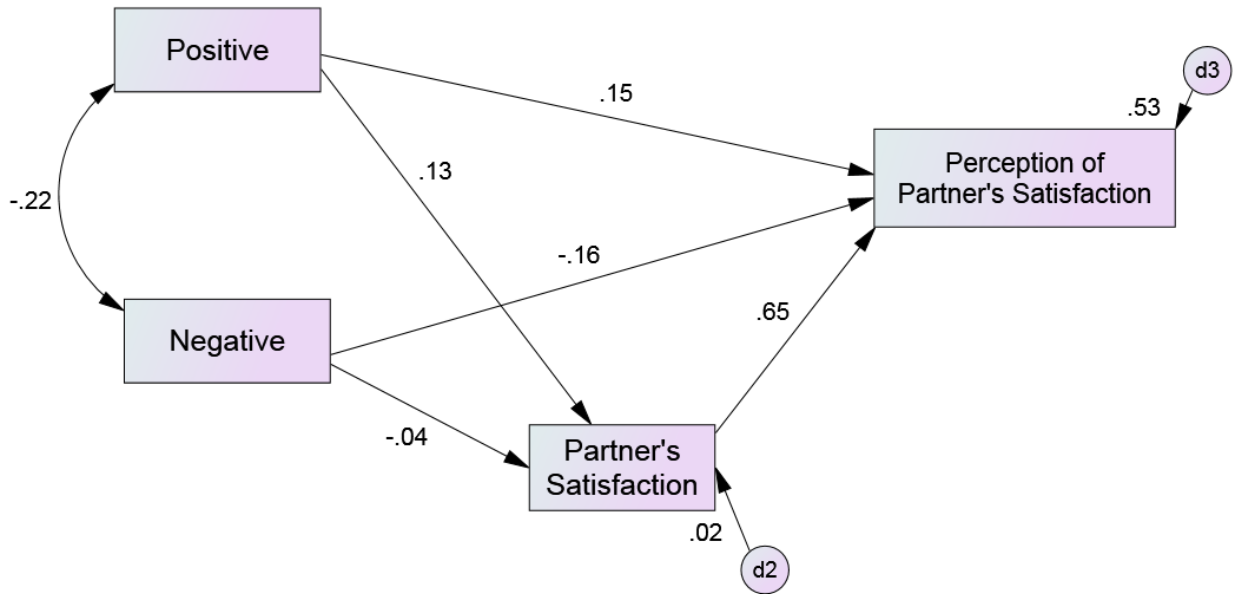 Positive
d3
.15
.53
Perception of
Partner's Satisfaction
.13
-.22
-.16
.65
Negative
-.04
Partner's
Satisfaction
.02
d2